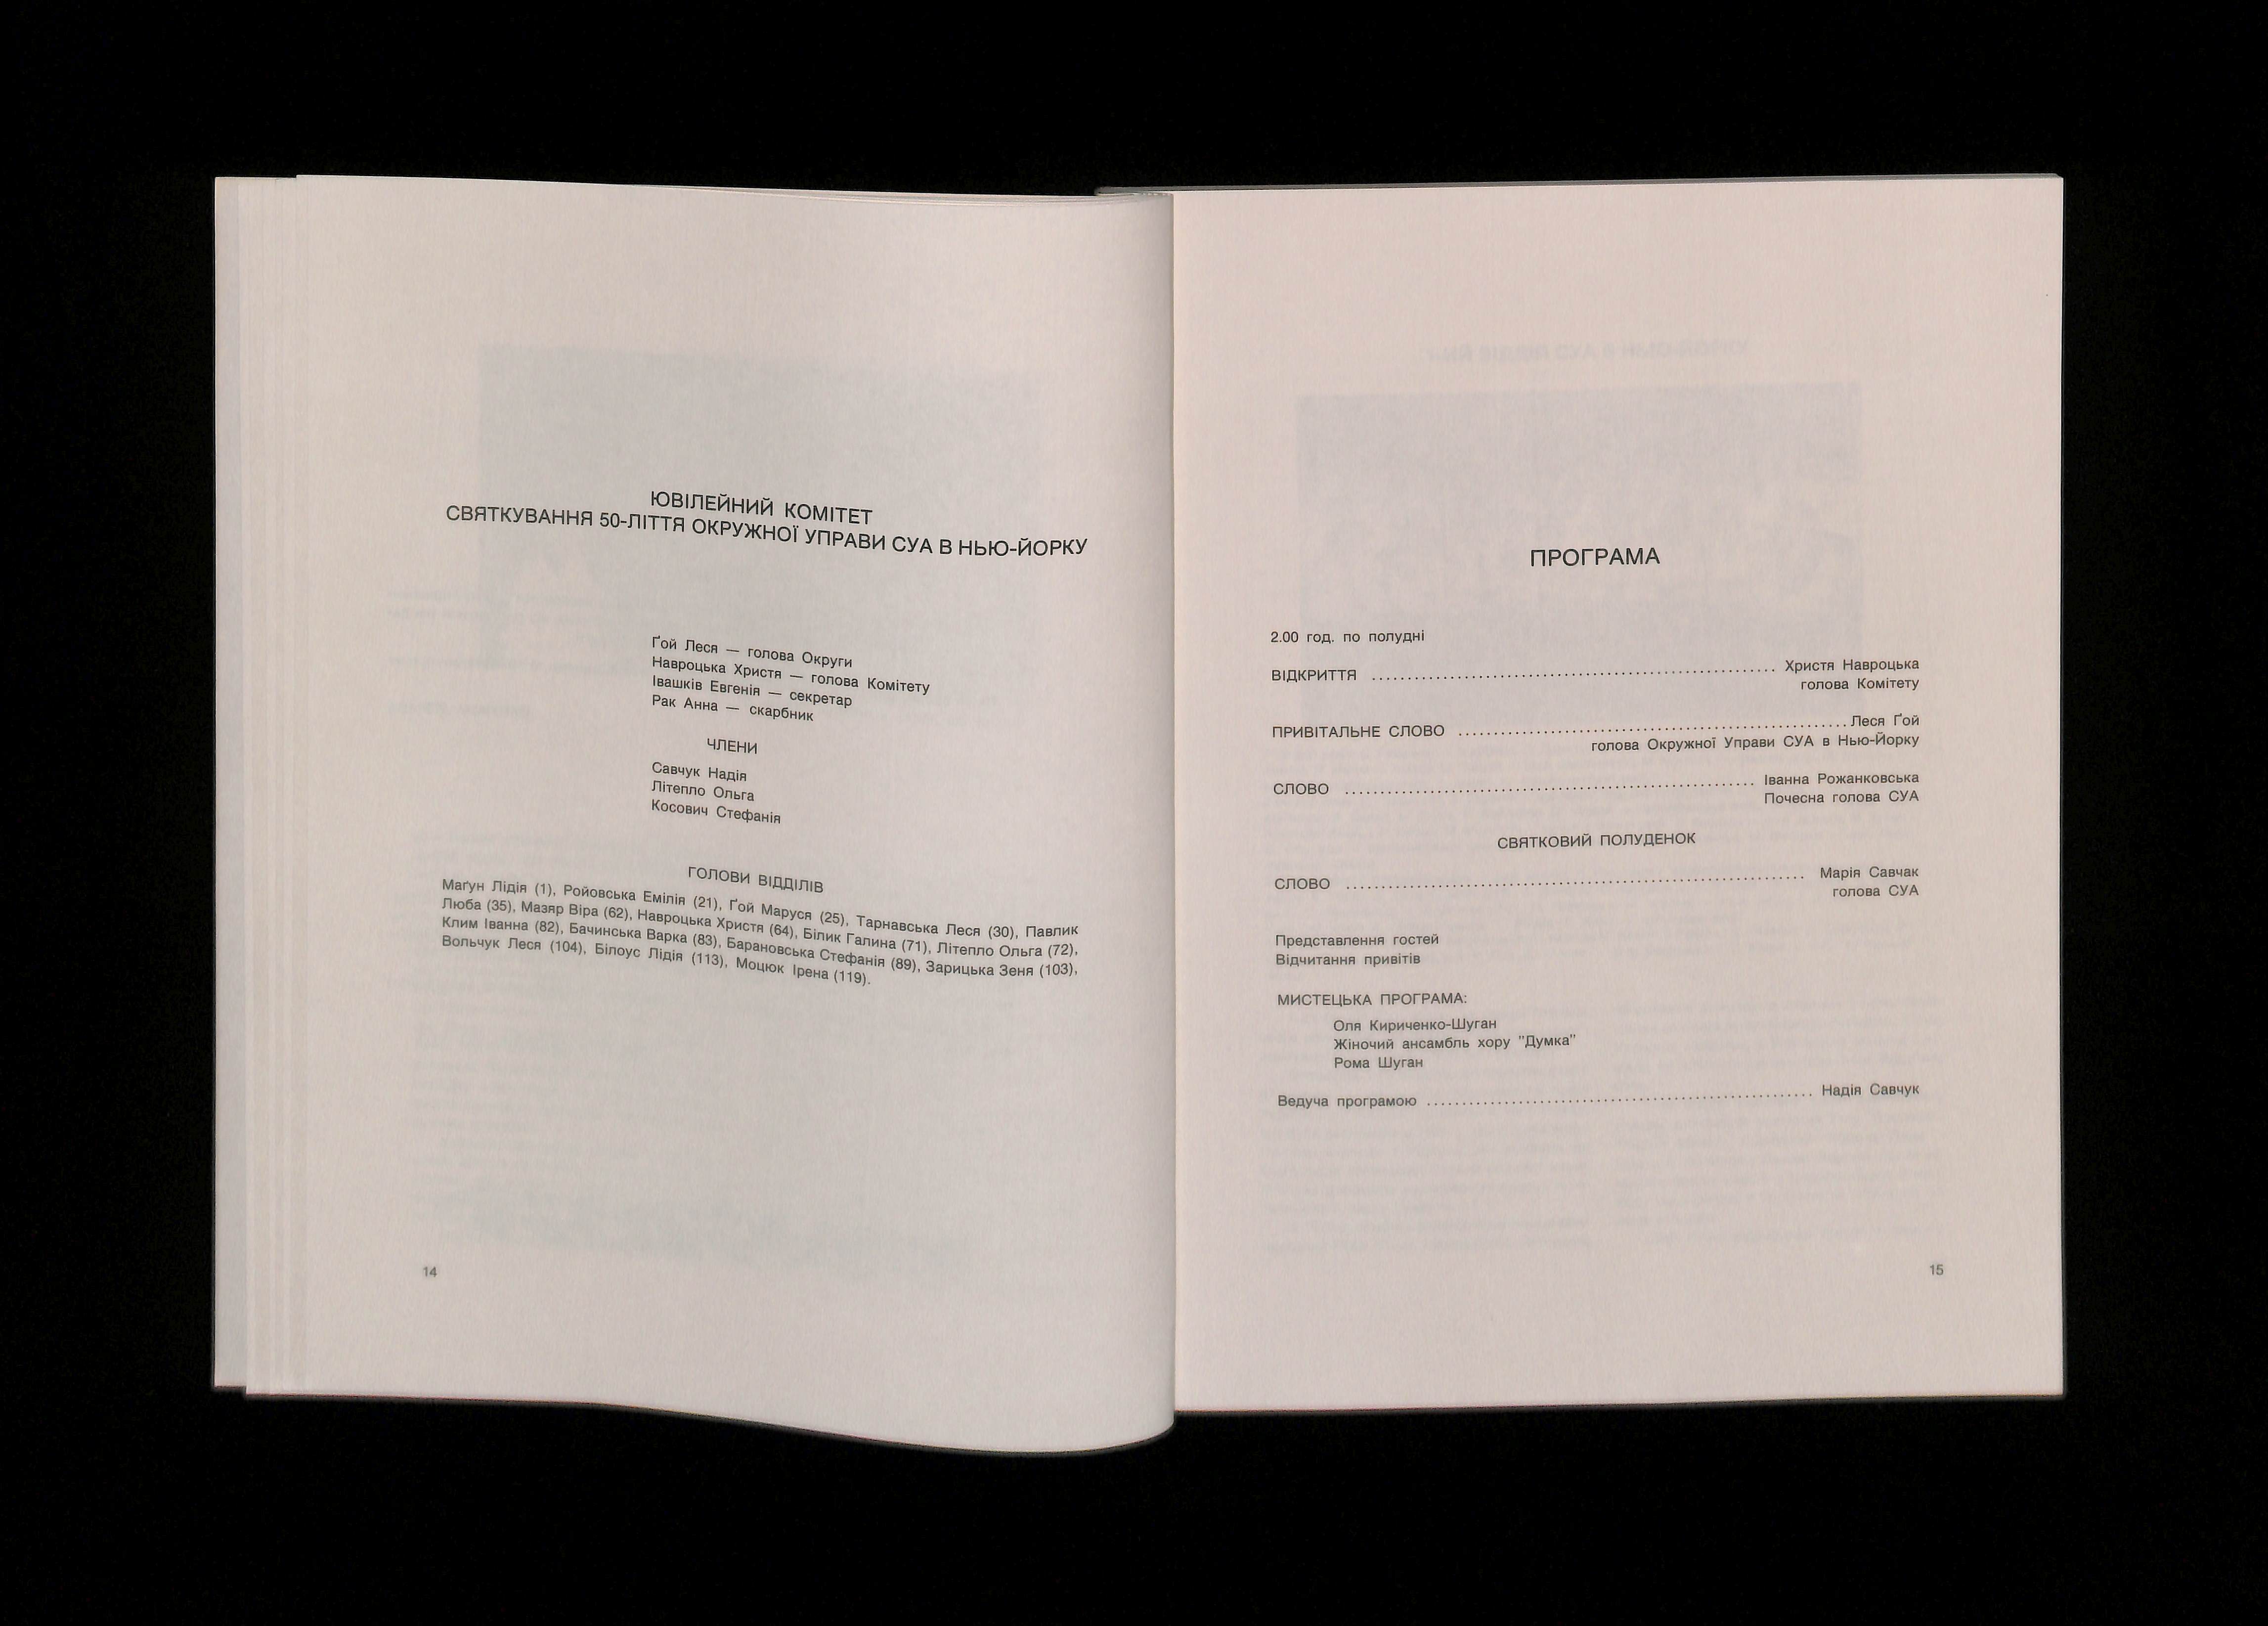 ЮВІЛЕЙНИЙ КОМІТЕТ
СВЯТКУВАННЯ 50-ЛІТТЯ ОКРУЖНОЇ УПРАВИ СУА В НЬЮ-ЙОРКУ
Ґой Леся — голова Округи
Навроцька Христя — голова Комітету
Івашків Евгенія — секретар
Рак Анна — скарбник
ЧЛЕНИ
Савчук Надія
Літепло Ольга
Косович Стефанія
ГОЛОВИ ВІДДІЛІВ
Маґун Лідія (1), Ройовська Емілія (21), Ґой Маруся (25), Тарнавська Леся (30), Павлик
Люба (35), Мазяр Віра (62), Навроцька Христя (64), Білик Галина (71), Літепло Ольга (72),
Клим Іванна (82), Бачинська Варка (83), Барановська Стефанія (89), Зарицька Зеня (103),
Вольчук Леся (104), Білоус Лідія (113), Моцюк Ірена (119).
14
ПРОГРАМА
2.00 год. по полудні
ВІДКРИТТЯ ........................................................ Христя Навроцька
голова Комітету
ПРИВІТАЛЬНЕ СЛОВО ........................................................ Леся Ґой
голова Окружної Управи СУА в Нью-Йорку
СЛОВО ........................................................ Іванна Рожанковська
Почесна голова СУА
СВЯТКОВИЙ ПОЛУДЕНОК
СЛОВО ........................................................ Марія Савчак
голова СУА
Представлення гостей
Відчитання привітів
МИСТЕЦЬКА ПРОГРАМА:
Оля Кириченко-Шуган
Жіночий ансамбль хору "Думка"
Рома Шуган
Ведуча програмою ........................................................ Надія Савчук
15